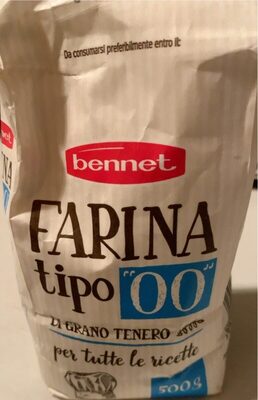 Da consumarsi preferibilmente entro il:
bennet
FARINA
tipo "00"
DI GRANO TENERO
per tutte le ricette
500g